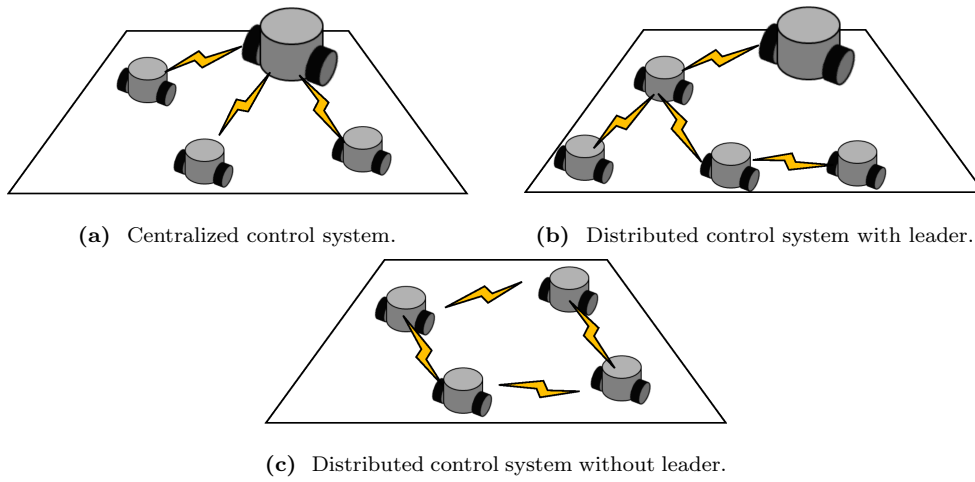 (a) Centralized control system.
(b) Distributed control system with leader.
(c) Distributed control system without leader.